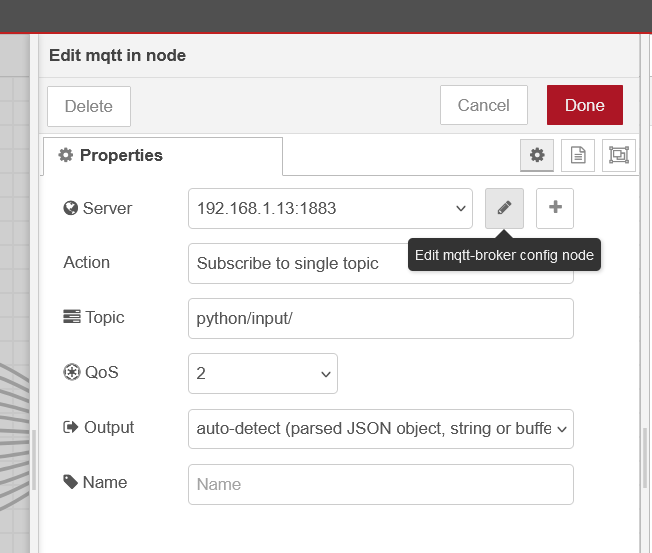 Edit mqtt in node
Delete
Cancel
Done
Properties
Server
192.168.1.13:1883
Edit mqtt-broker config node
Action
Subscribe to single topic
Topic
python/input/
QoS
2
Output
auto-detect (parsed JSON object, string or buffe
Name
Name